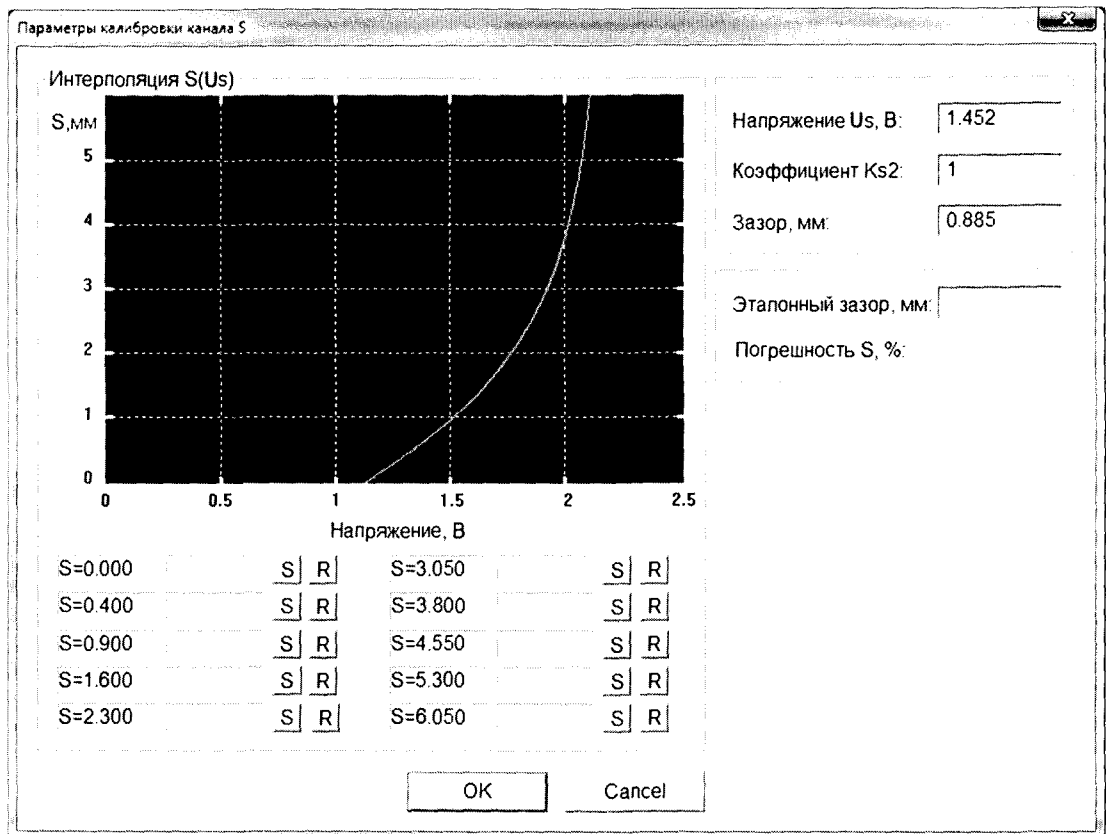 Параметры калибровки канала S
x
Интерполяция S(Us)
S,мм
5
4
3
2
1
0
0 0.5 1 1.5 2 2.5
Напряжение, В
S=0.000 S R S=3.050 S R
S=0.400 S R S=3.800 S R
S=0.900 S R S=4.550 S R
S=1.600 S R S=5.300 S R
S=2.300 S R S=6.050 S R
Напряжение Us, В: 1.452
Коэффициент Ks2: 1
Зазор, мм: 0.885
Эталонный зазор, мм:
Погрешность S, %:
OK Cancel